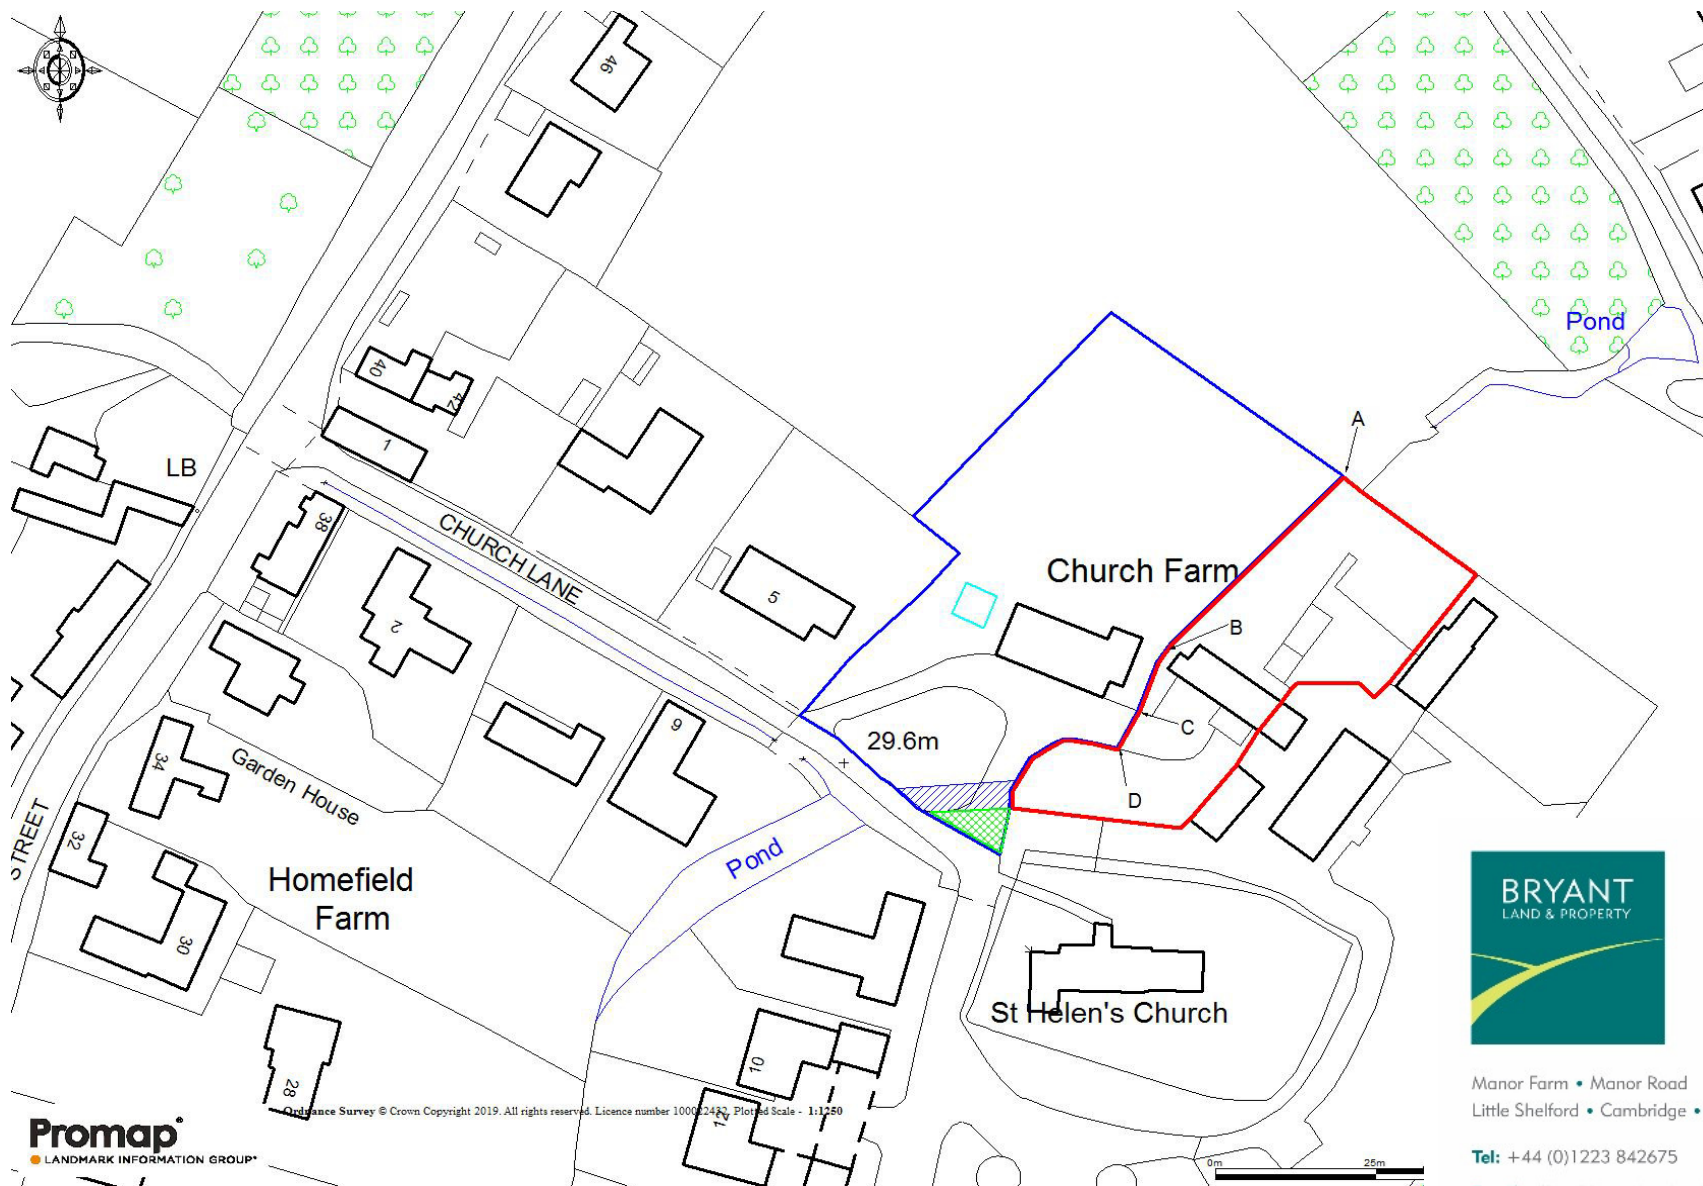 46
A
Pond
40
42
1
LB
38
CHURCH LANE
Church Farm
5
2
B
C
9
29.6m
34
Garden House
D
STREET
32
Pond
Homefield
Farm
30
St Helen's Church
10
28
12
Ordnance Survey © Crown Copyright 2019. All rights reserved. Licence number 100022432. Plotted Scale - 1:1250
Promap
LANDMARK INFORMATION GROUP
0m
25m
BRYANT
LAND & PROPERTY
Manor Farm • Manor Road
Little Shelford • Cambridge •
Tel: +44 (0)1223 842675